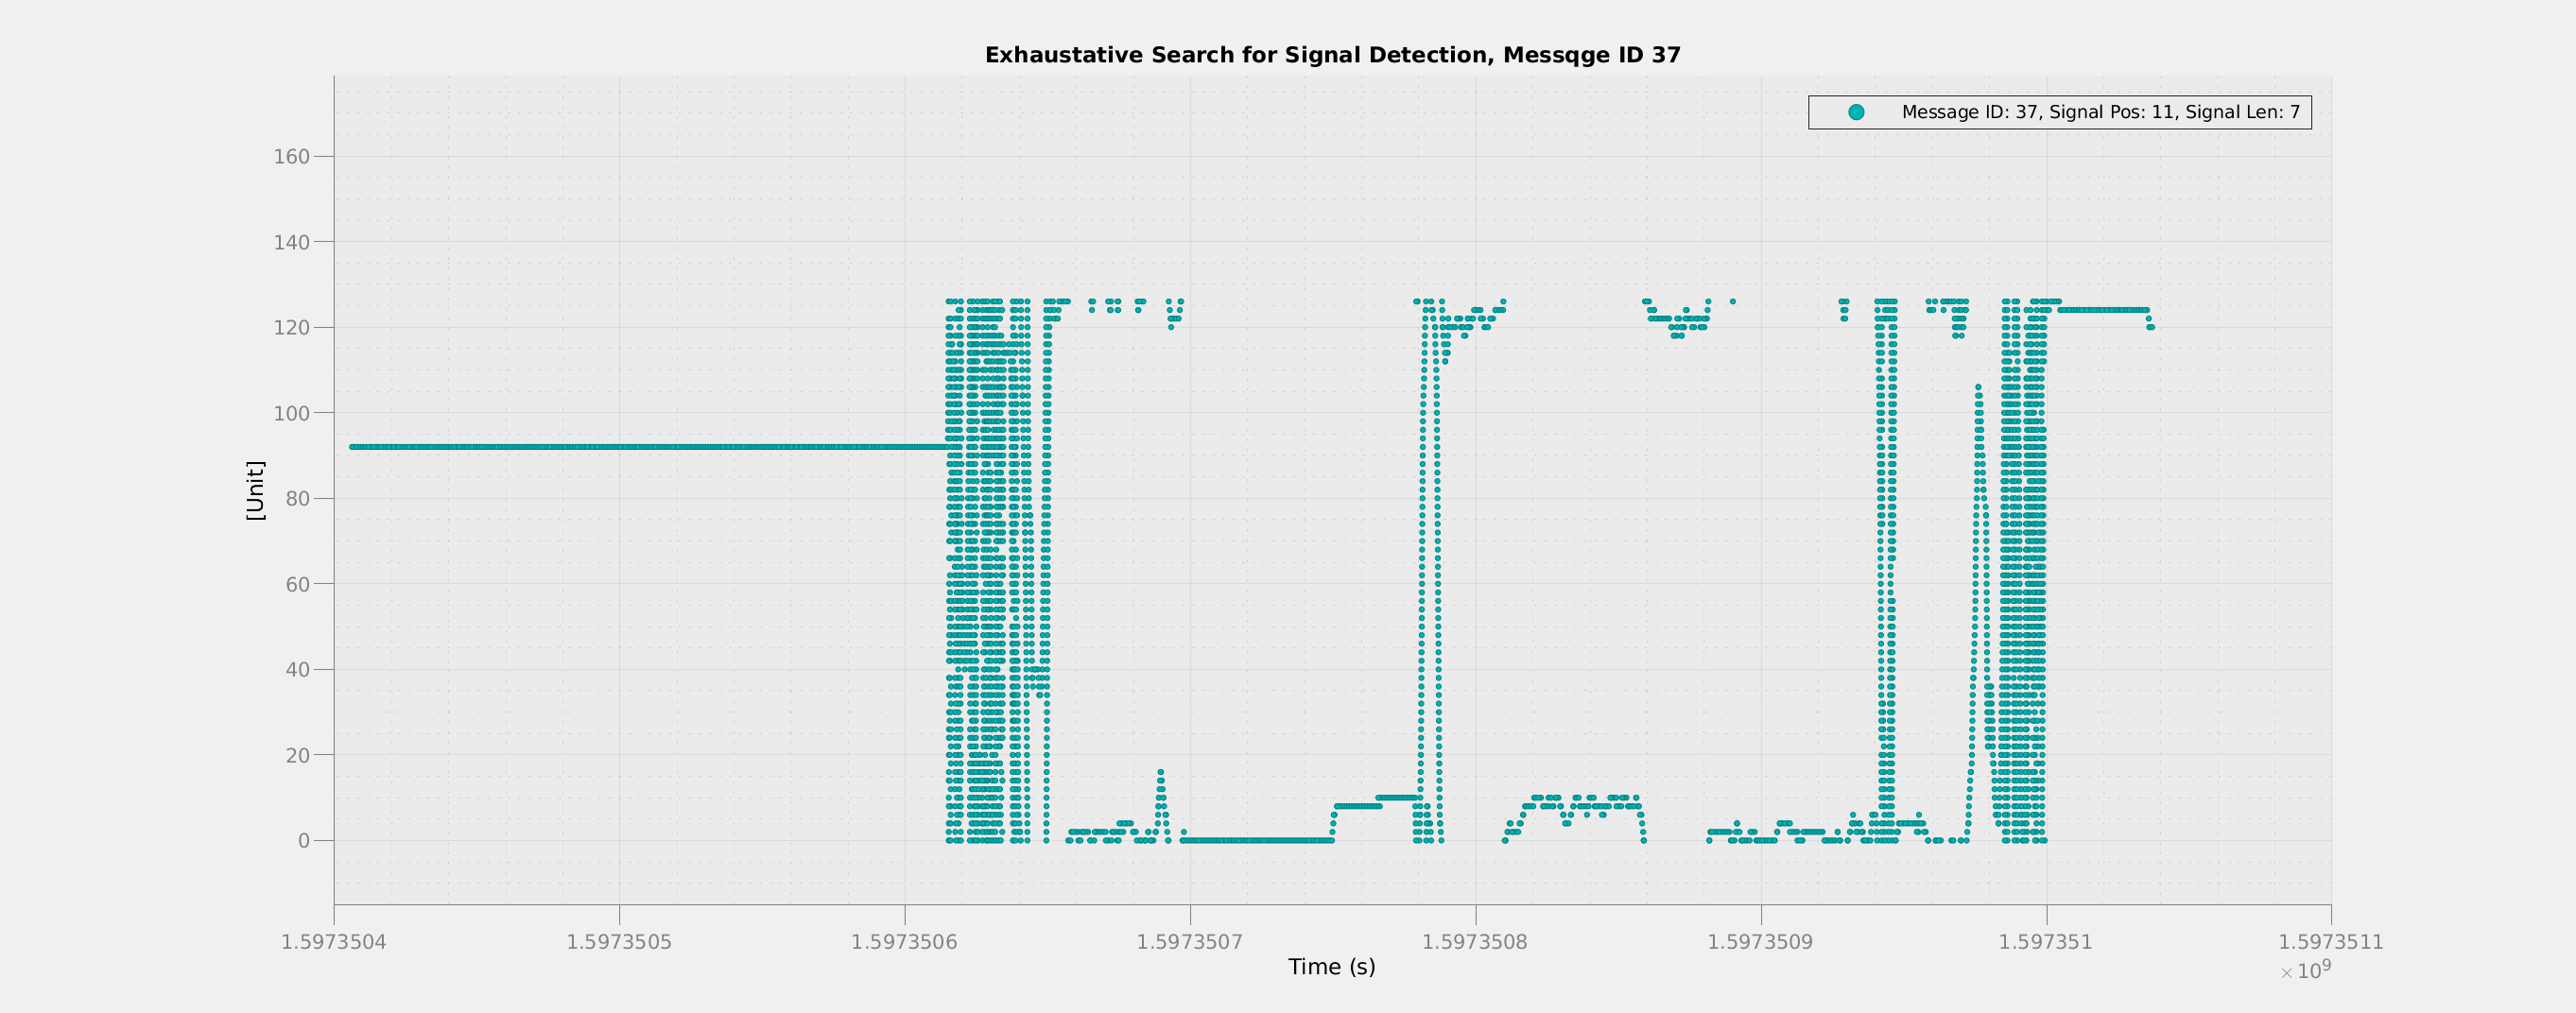 Exhaustative Search for Signal Detection, Messqge ID 37
Message ID: 37, Signal Pos: 11, Signal Len: 7
160
140
120
100
80
60
40
20
0
[Unit]
1.5973504 1.5973505 1.5973506 1.5973507 1.5973508 1.5973509 1.597351 1.5973511
Time (s)
× 10⁹